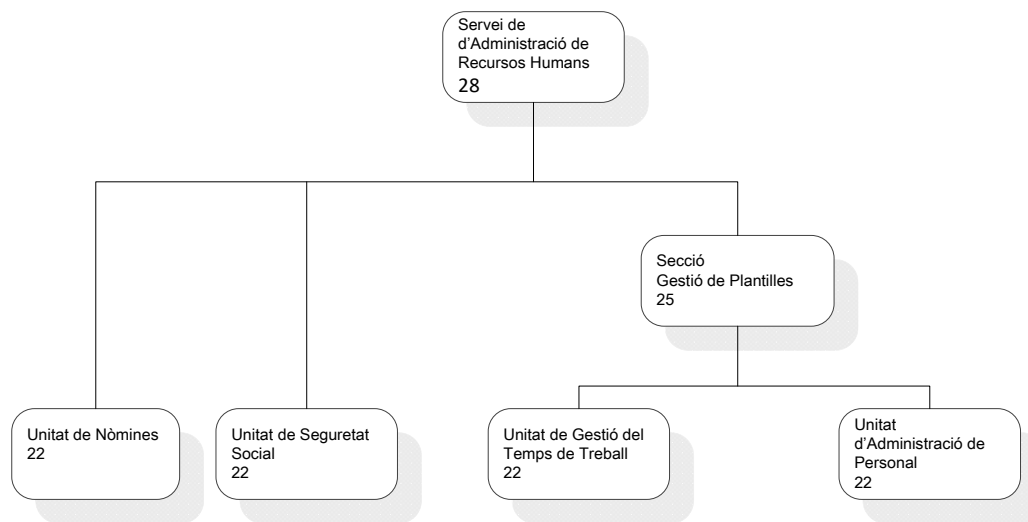 Servei de
d’Administració de
Recursos Humans
28
Secció
Gestió de Plantilles
25
Unitat de Nòmines
22
Unitat de Seguretat
Social
22
Unitat de Gestió del
Temps de Treball
22
Unitat
d’Administració de
Personal
22